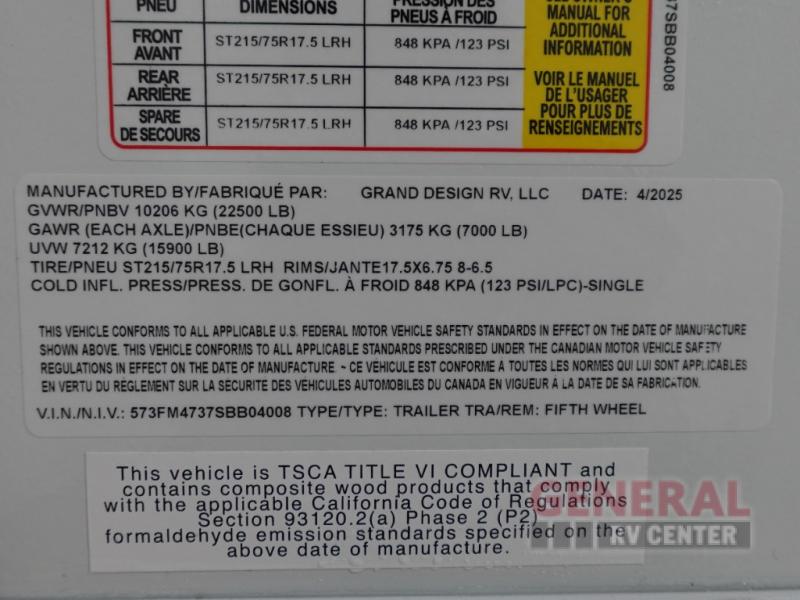 PNEU DIMENSIONS PRESSION DES
PNEUS À FROID
SEE OWNER'S
MANUAL FOR
ADDITIONAL
INFORMATION
FRONT
AVANT
ST215/75R17.5 LRH 848 KPA /123 PSI
REAR
ARRIÈRE
ST215/75R17.5 LRH 848 KPA /123 PSI
SPARE
DE SECOURS
ST215/75R17.5 LRH 848 KPA /123 PSI
VOIR LE MANUEL
DE L'USAGER
POUR PLUS DE
RENSEIGNEMENTS
37SBB04008
MANUFACTURED BY/FABRIQUÉ PAR: GRAND DESIGN RV, LLC DATE: 4/2025
GVWR/PNBV 10206 KG (22500 LB)
GAWR (EACH AXLE)/PNBE(CHAQUE ESSIEU) 3175 KG (7000 LB)
UVW 7212 KG (15900 LB)
TIRE/PNEU ST215/75R17.5 LRH RIMS/JANTE17.5X6.75 8-6.5
COLD INFL. PRESS/PRESS. DE GONFL. À FROID 848 KPA (123 PSI/LPC)-SINGLE
THIS VEHICLE CONFORMS TO ALL APPLICABLE U.S. FEDERAL MOTOR VEHICLE SAFETY STANDARDS IN EFFECT ON THE DATE OF MANUFACTURE
SHOWN ABOVE. THIS VEHICLE CONFORMS TO ALL APPLICABLE STANDARDS PRESCRIBED UNDER THE CANADIAN MOTOR VEHICLE SAFETY
REGULATIONS IN EFFECT ON THE DATE OF MANUFACTURE. ~ CE VÉHICULE EST CONFORME A TOUTES LES NORMES QUI LUI SONT APPLICABLES
EN VERTU DU RÈGLEMENT SUR LA SECURITE DES VÉHICULES AUTOMOBILES DU CANADA EN VIGUEUR À LA DATE DE SA FABRICATION.
V.I.N./N.I.V.: 573FM4737SBB04008 TYPE/TYPE: TRAILER TRA/REM: FIFTH WHEEL
This vehicle is TSCA TITLE VI COMPLIANT and
contains composite wood products that comply
with the applicable California Code of Regulations
Section 93120.2(a) Phase 2 (P2)
formaldehyde emission standards specified on the
above date of manufacture.
GENERAL
RV CENTER